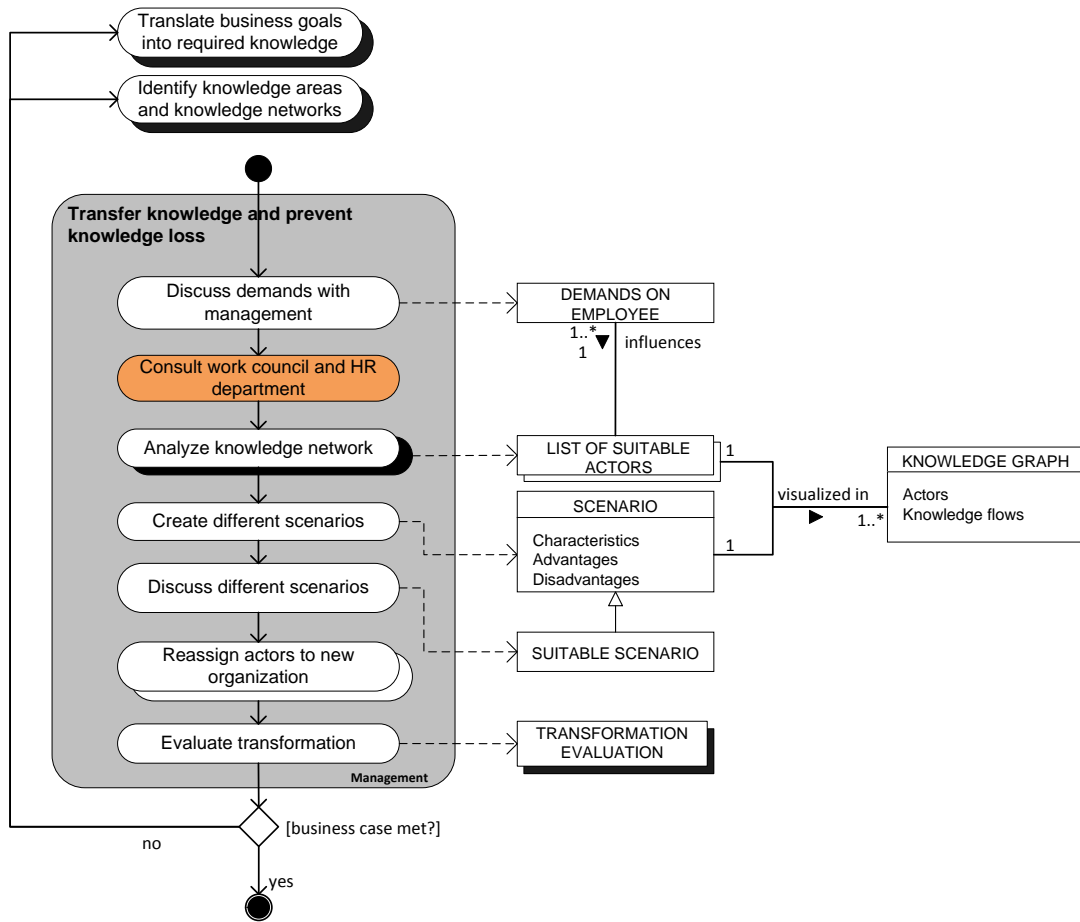 Translate business goals
into required knowledge
Identify knowledge areas
and knowledge networks
Transfer knowledge and prevent
knowledge loss
Discuss demands with
management
DEMANDS ON
EMPLOYEE
1..*
1
influences
Consult work council and HR
department
Analyze knowledge network
LIST OF SUITABLE
ACTORS
1
KNOWLEDGE GRAPH
Actors
Knowledge flows
visualized in
1..*
Create different scenarios
SCENARIO
Characteristics
Advantages
Disadvantages
1
Discuss different scenarios
SUITABLE SCENARIO
Reassign actors to new
organization
Evaluate transformation
TRANSFORMATION
EVALUATION
Management
[business case met?]
no
yes